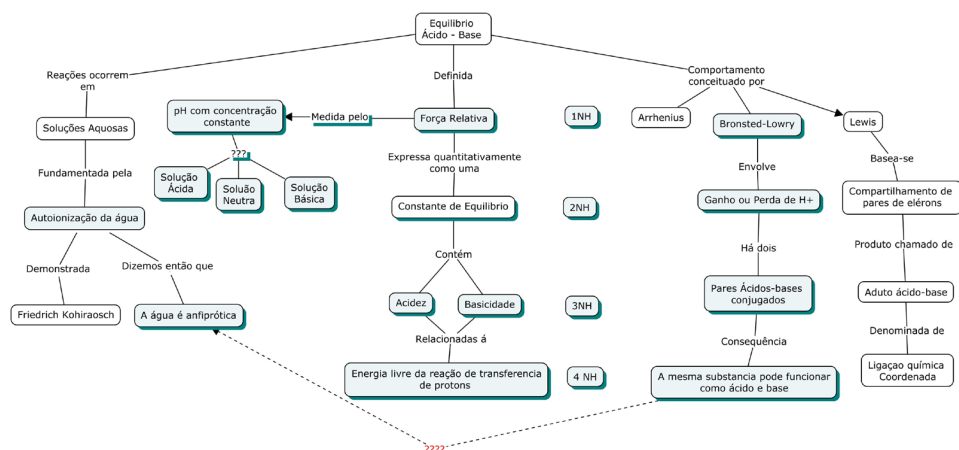 Equilibrio
Ácido - Base
Reações ocorrem
em
Definida
Comportamento
conceituado por
Soluções Aquosas
pH com concentração
constante
Medida pelo
Força Relativa
1NH
Arrhenius
Bronsted-Lowry
Lewis
Fundamentada pela
???
Solução
Ácida
Soluão
Neutra
Solução
Básica
Expressa quantitativamente
como uma
Envolve
Basea-se
Autoionização da água
Constante de Equilibrio
2NH
Ganho ou Perda de H+
Compartilhamento de
pares de elérons
Demonstrada
Dizemos então que
Contém
Há dois
Produto chamado de
Friedrich Kohiraosch
A água é anfiprótica
Acidez
Basicidade
3NH
Pares Ácidos-bases
conjugados
Aduto ácido-base
Relacionadas á
Consequência
Denominada de
Energia livre da reação de transferencia
de protons
4 NH
A mesma substancia pode funcionar
como ácido e base
Ligaçao química
Coordenada
????